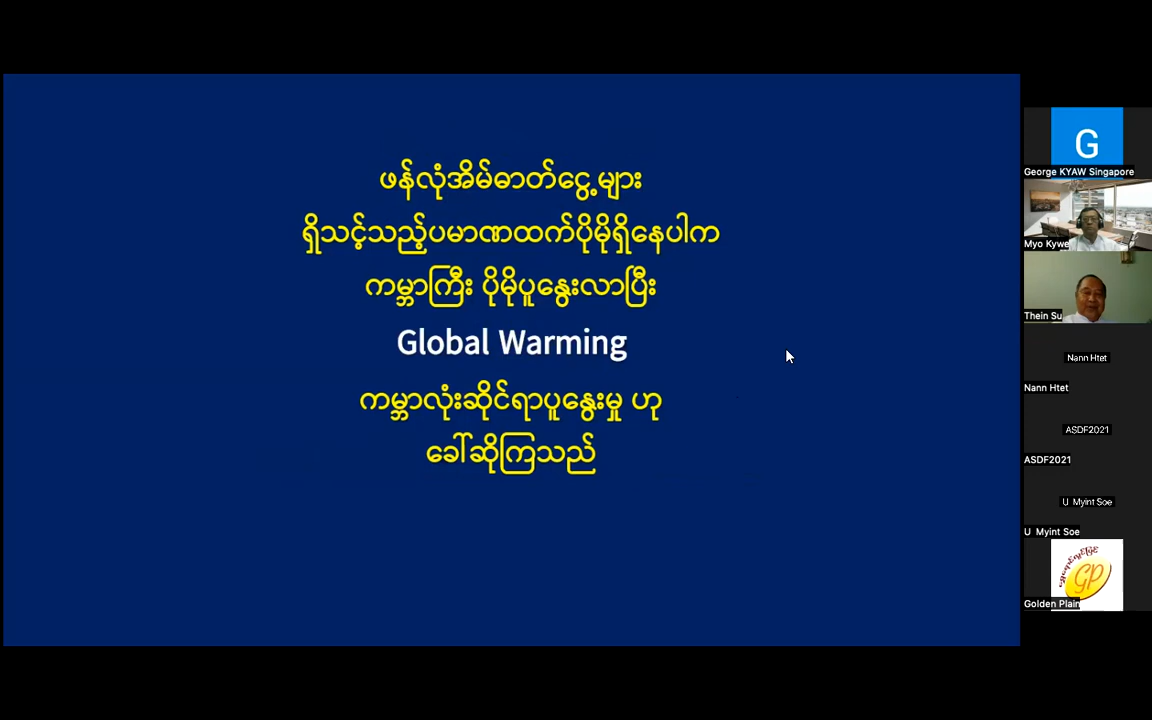 ဖန်လုံအိမ်ဓာတ်ငွေ့များ
ရှိသင့်သည့်ပမာဏထက်ပိုမိုရှိနေပါက
ကမ္ဘာကြီး ပိုမိုပူနွေးလာပြီး
Global Warming
ကမ္ဘာလုံးဆိုင်ရာပူနွေးမှု ဟု
ခေါ်ဆိုကြသည်
G
George KYAW Singapore
Myo Kywe
Thein Su
Nann Htet
Nann Htet
ASDF2021
ASDF2021
U Myint Soe
U Myint Soe
GP
Golden Plain